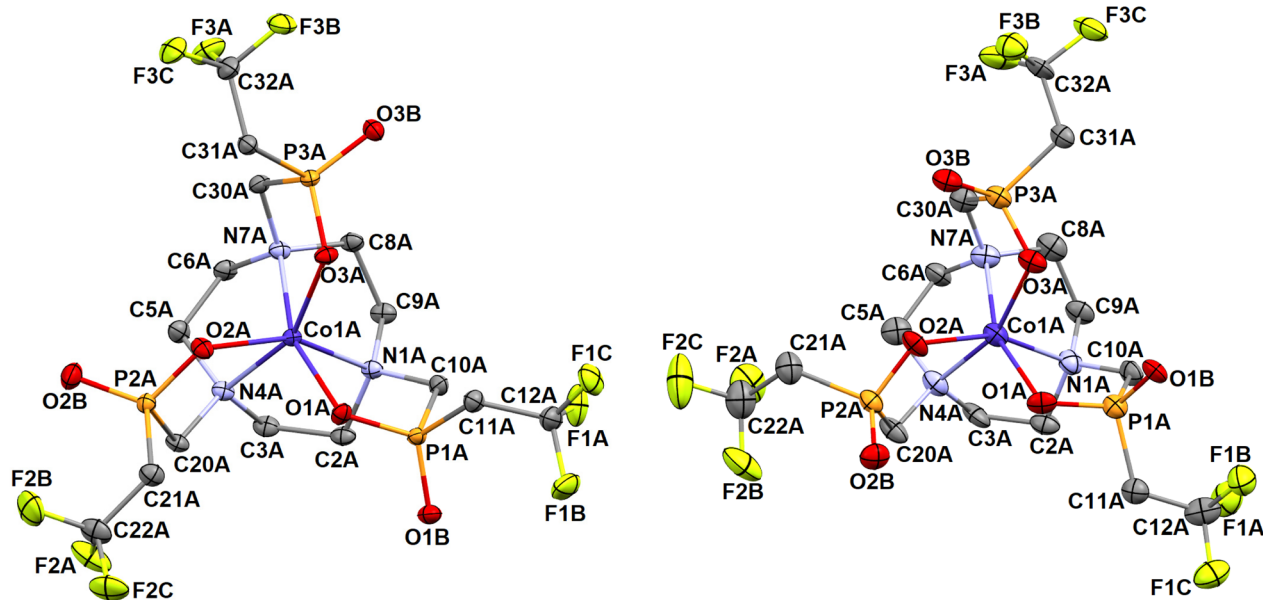 F3A F3B
F3C C32A
O3B
C31A P3A
C30A
N7A C8A
C6A O3A
C9A
C5A O2A Co1A
N1A C10A
P2A F1C
O2B N4A O1A C12A
C11A F1A
C3A C2A P1A
C20A
F2B C21A F1B
O1B
C22A
F2A F2C
F3B F3C
F3A C32A
C31A
O3B
P3A
C30A
N7A C8A
C6A O3A
C5A C9A
O2A Co1A
F2C F2A C21A C10A
N1A O1B
O1A
P2A N4A P1A
C22A C3A C2A
C20A
F2B O2B F1B
C11A
C12A F1A
F1C